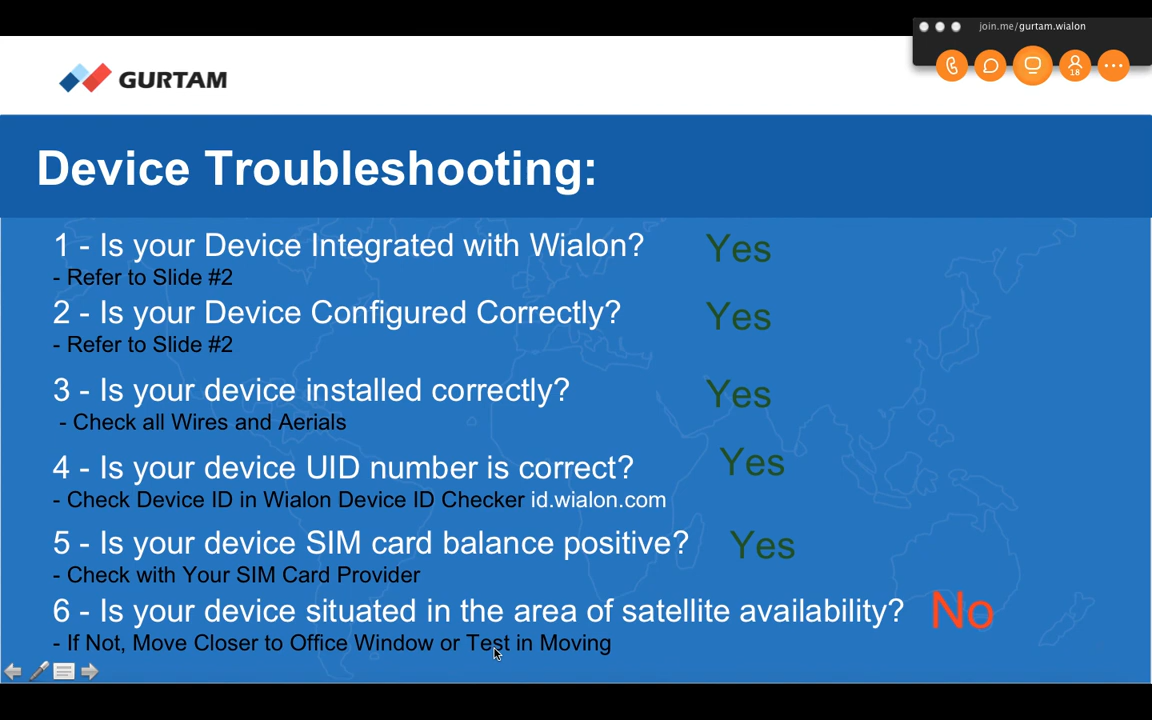 join.me/gurtam.wialon
18
GURTAM
Device Troubleshooting:
1 - Is your Device Integrated with Wialon? Yes
- Refer to Slide #2
2 - Is your Device Configured Correctly? Yes
- Refer to Slide #2
3 - Is your device installed correctly? Yes
- Check all Wires and Aerials
4 - Is your device UID number is correct? Yes
- Check Device ID in Wialon Device ID Checker id.wialon.com
5 - Is your device SIM card balance positive? Yes
- Check with Your SIM Card Provider
6 - Is your device situated in the area of satellite availability? No
- If Not, Move Closer to Office Window or Test in Moving